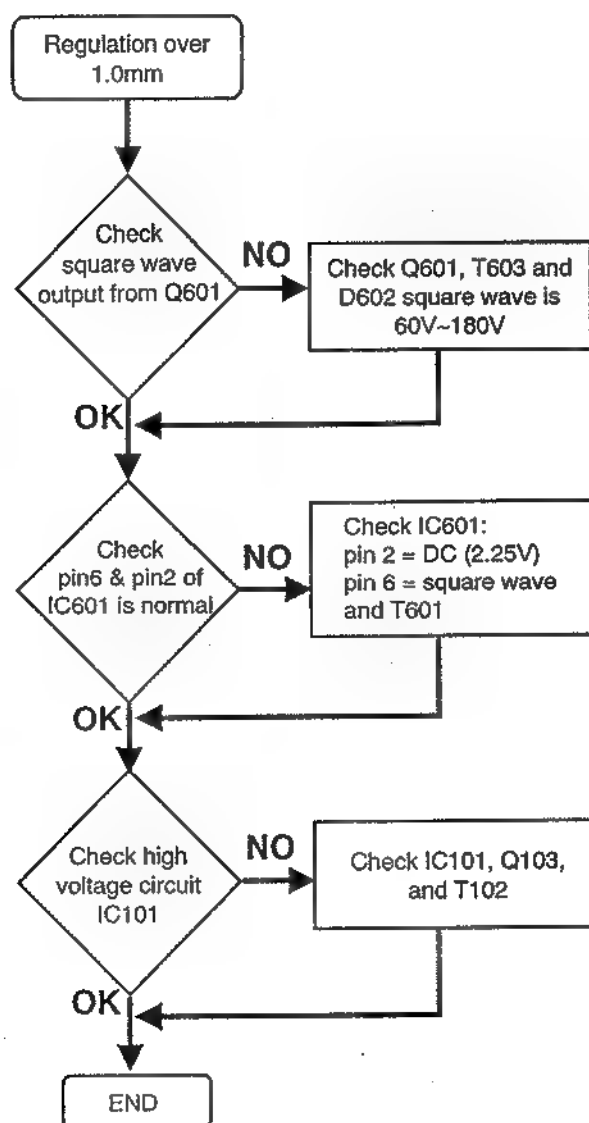 Regulation over
1.0mm
Check
square wave
output from Q601
NO
Check Q601, T603 and
D602 square wave is
60V~180V
OK
Check
pin6 & pin2 of
IC601 is normal
NO
Check IC601:
pin 2 = DC (2.25V)
pin 6 = square wave
and T601
OK
Check high
voltage circuit
IC101
NO
Check IC101, Q103,
and T102
OK
END